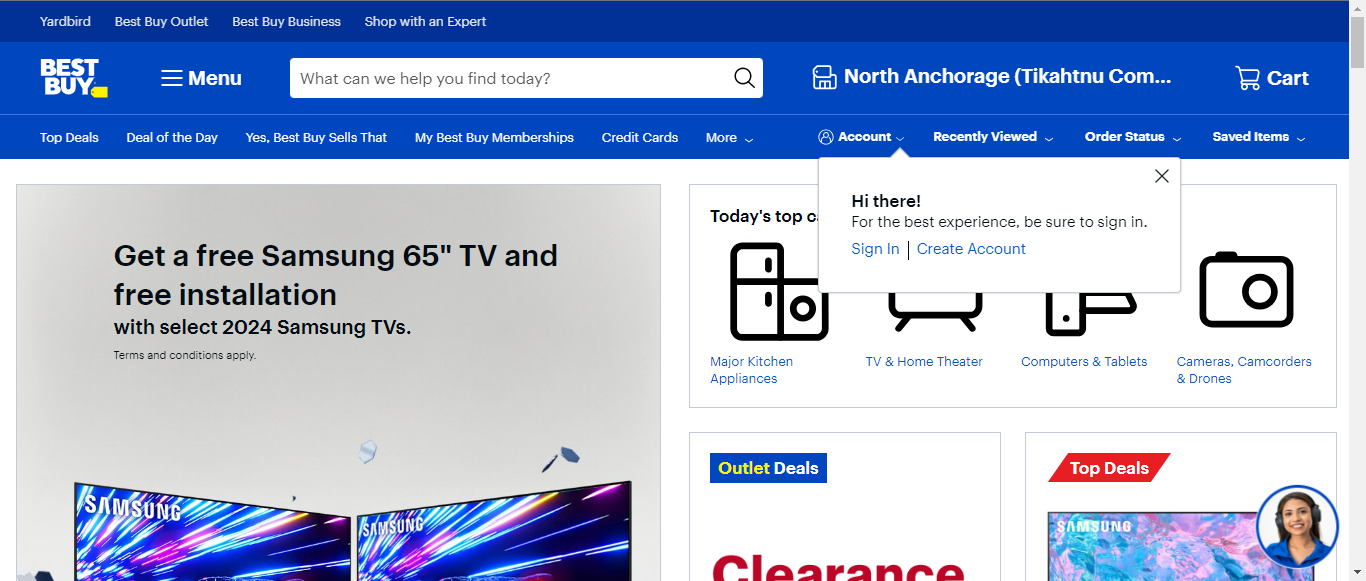 Yardbird
Best Buy Outlet
Best Buy Business
Shop with an Expert
BEST
BUY
Menu
What can we help you find today?
North Anchorage (Tikahtnu Com...
Cart
Top Deals
Deal of the Day
Yes, Best Buy Sells That
My Best Buy Memberships
Credit Cards
More
Account
Recently Viewed
Order Status
Saved Items
Hi there!
For the best experience, be sure to sign in.
Sign In
Create Account
Get a free Samsung 65" TV and
free installation
with select 2024 Samsung TVs.
Terms and conditions apply.
SAMSUNG
SAMSUNG
Today's top
Major Kitchen
Appliances
TV & Home Theater
Computers & Tablets
Cameras, Camcorders
& Drones
Outlet Deals
Clearance
Top Deals
SAMSUNG